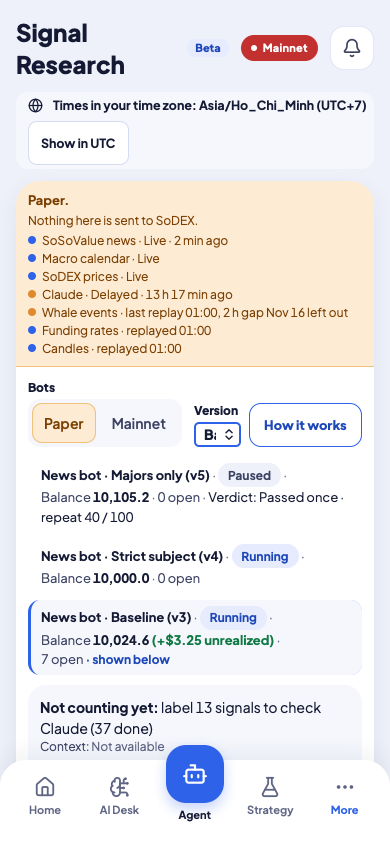 Signal
Research
Beta
Mainnet
Times in your time zone: Asia/Ho_Chi_Minh (UTC+7)
Show in UTC
Paper.
Nothing here is sent to SoDEX.
SoSoValue news · Live · 2 min ago
Macro calendar · Live
SoDEX prices · Live
Claude · Delayed · 13 h 17 min ago
Whale events · last replay 01:00, 2 h gap Nov 16 left out
Funding rates · replayed 01:00
Candles · replayed 01:00
Bots
Paper
Mainnet
Version
How it works
News bot · Majors only (v5) · Paused ·
Balance 10,105.2 · 0 open · Verdict: Passed once ·
repeat 40 / 100
News bot · Strict subject (v4) · Running ·
Balance 10,000.0 · 0 open
News bot · Baseline (v3) · Running ·
Balance 10,024.6 (+$3.25 unrealized) ·
7 open · shown below
Not counting yet: label 13 signals to check
Claude (37 done)
Context: Not available
Home
AI Desk
Agent
Strategy
More